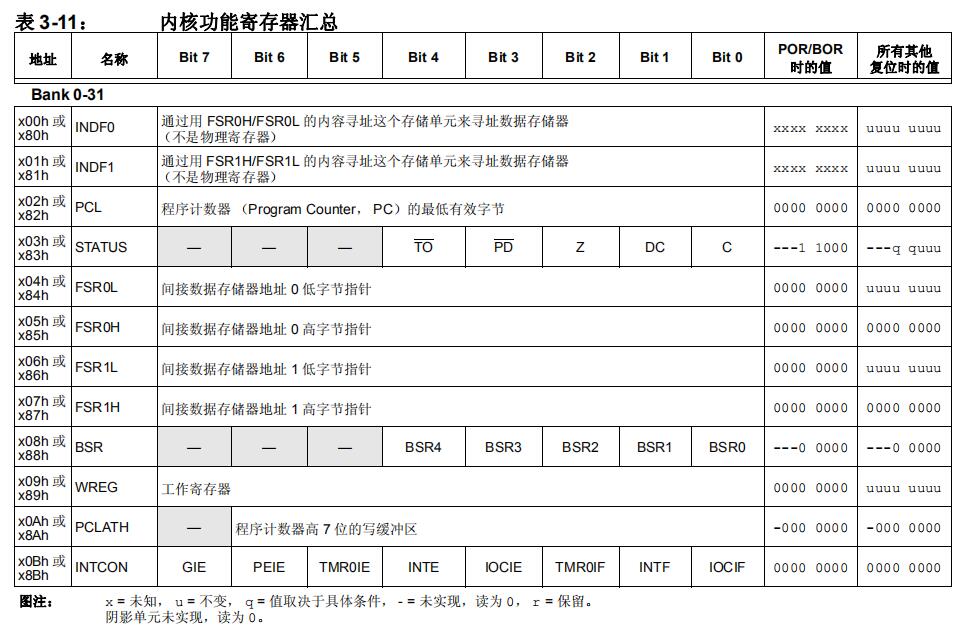 表 3-11： 内核功能寄存器汇总
地址 名称 Bit 7 Bit 6 Bit 5 Bit 4 Bit 3 Bit 2 Bit 1 Bit 0 POR/BOR 时的值 所有其他复位时的值
Bank 0-31
x00h 或 x80h INDF0 通过用 FSR0H/FSR0L 的内容寻址这个存储单元来寻址数据存储器（不是物理寄存器） xxxx xxxx uuuu uuuu
x01h 或 x81h INDF1 通过用 FSR1H/FSR1L 的内容寻址这个存储单元来寻址数据存储器（不是物理寄存器） xxxx xxxx uuuu uuuu
x02h 或 x82h PCL 程序计数器 （Program Counter， PC）的最低有效字节 0000 0000 0000 0000
x03h 或 x83h STATUS — — — T̅O̅ P̅D̅ Z DC C ---1 1000 ---q quuu
x04h 或 x84h FSR0L 间接数据存储器地址 0 低字节指针 0000 0000 uuuu uuuu
x05h 或 x85h FSR0H 间接数据存储器地址 0 高字节指针 0000 0000 0000 0000
x06h 或 x86h FSR1L 间接数据存储器地址 1 低字节指针 0000 0000 uuuu uuuu
x07h 或 x87h FSR1H 间接数据存储器地址 1 高字节指针 0000 0000 0000 0000
x08h 或 x88h BSR — — — BSR4 BSR3 BSR2 BSR1 BSR0 ---0 0000 ---0 0000
x09h 或 x89h WREG 工作寄存器 0000 0000 uuuu uuuu
x0Ah 或 x8Ah PCLATH — 程序计数器高 7 位的写缓冲区 -000 0000 -000 0000
x0Bh 或 x8Bh INTCON GIE PEIE TMR0IE INTE IOCIE TMR0IF INTF IOCIF 0000 0000 0000 0000
图注： x = 未知， u = 不变， q = 值取决于具体条件， - = 未实现，读为 0， r = 保留。
阴影单元未实现，读为 0。